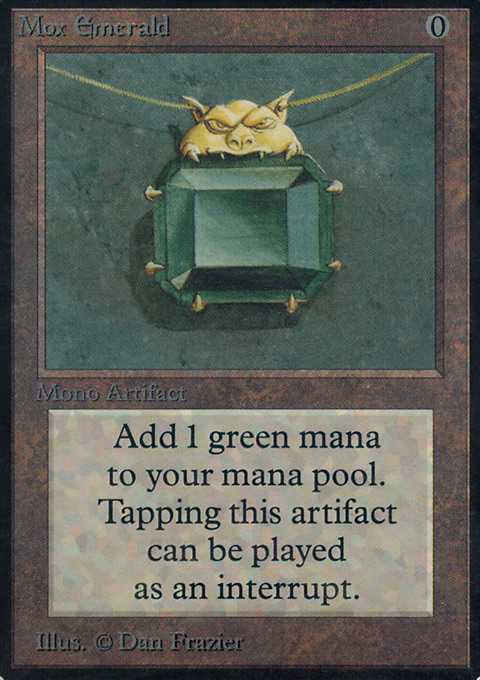 Mox Emerald 0
Mono Artifact
Add 1 green mana
to your mana pool.
Tapping this artifact
can be played
as an interrupt.
Illus. © Dan Frazier